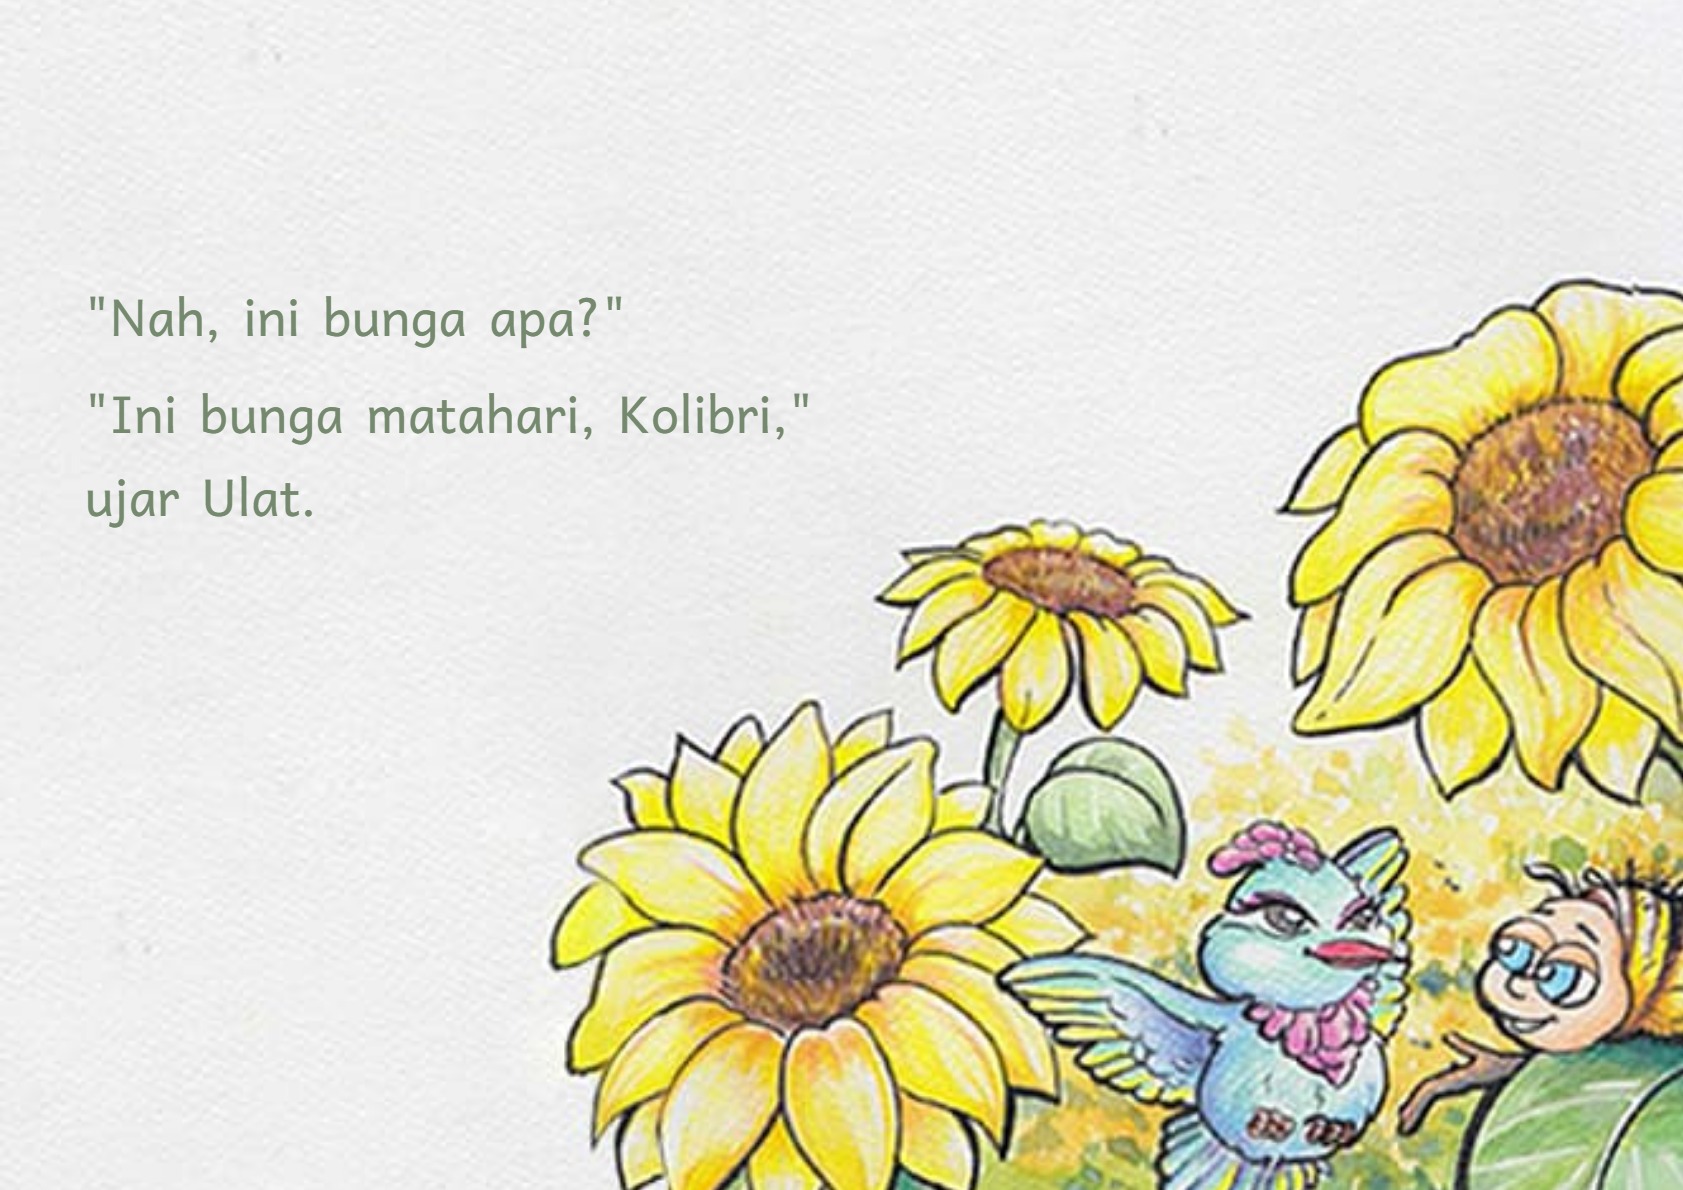 "Nah, ini bunga apa?"
"Ini bunga matahari, Kolibri,"
ujar Ulat.